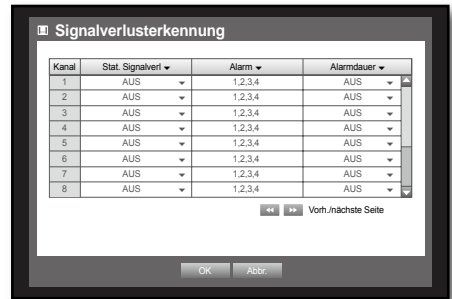 Signalverlusterkennung
Kanal Stat. Signalverl Alarm Alarmdauer
1 AUS 1,2,3,4 AUS
2 AUS 1,2,3,4 AUS
3 AUS 1,2,3,4 AUS
4 AUS 1,2,3,4 AUS
5 AUS 1,2,3,4 AUS
6 AUS 1,2,3,4 AUS
7 AUS 1,2,3,4 AUS
8 AUS 1,2,3,4 AUS
Vorh./nächste Seite
OK Abbr.